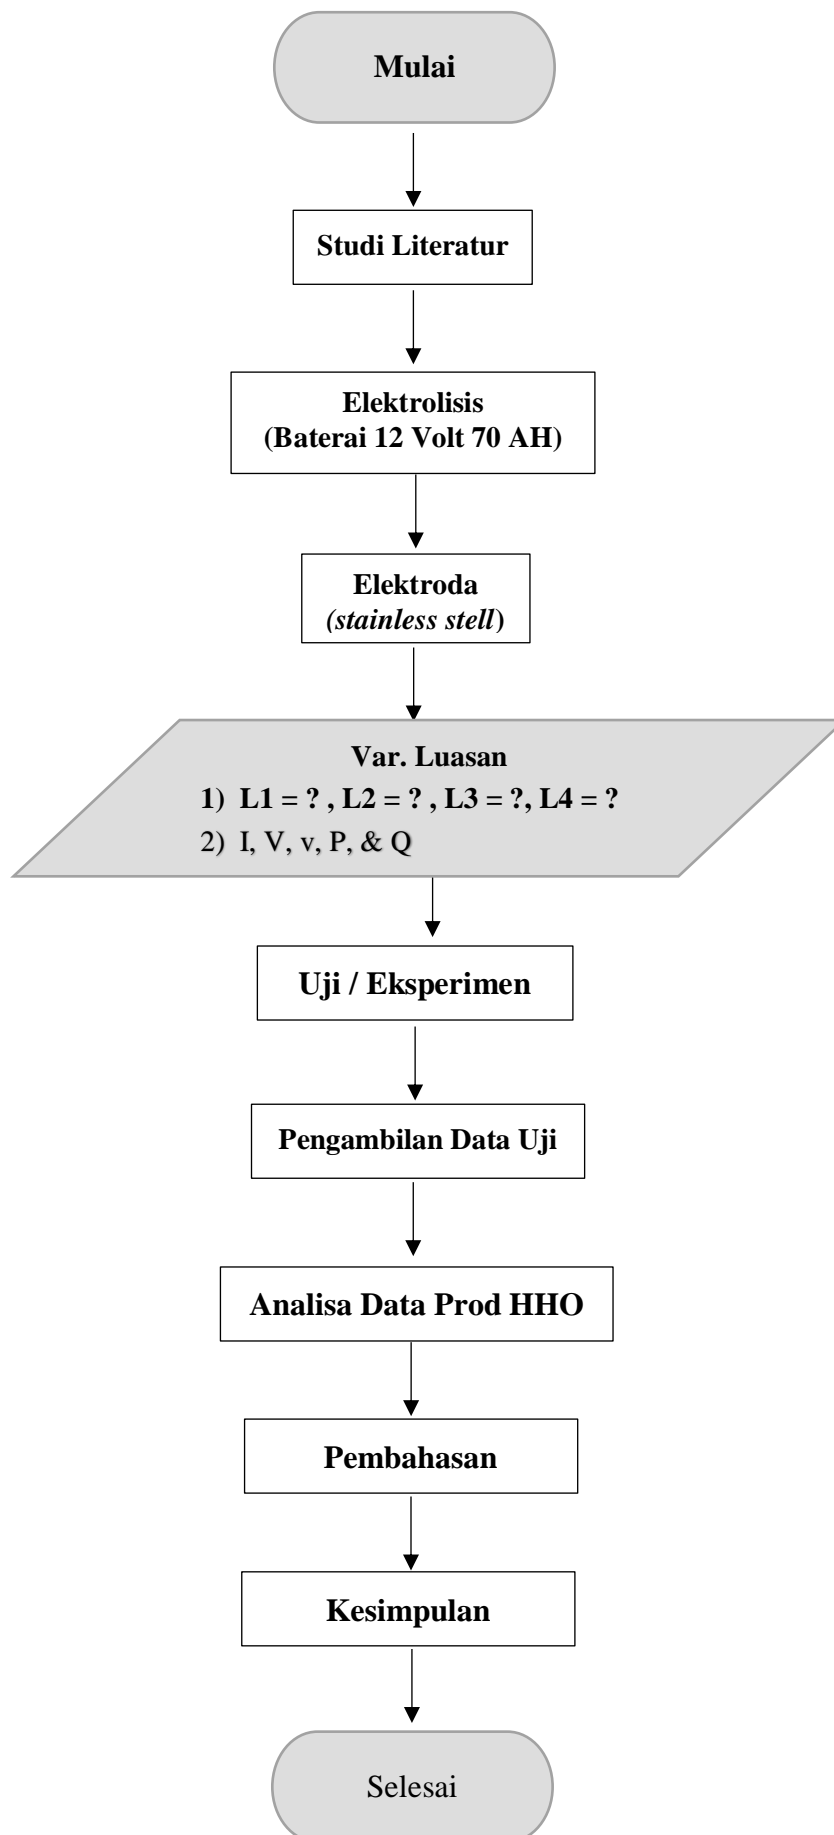 Mulai
Studi Literatur
Elektrolisis
(Baterai 12 Volt 70 AH)
Elektroda
(stainless stell)
Var. Luasan
1) L1 = ? , L2 = ? , L3 = ?, L4 = ?
2) I, V, v, P, & Q
Uji / Eksperimen
Pengambilan Data Uji
Analisa Data Prod HHO
Pembahasan
Kesimpulan
Selesai